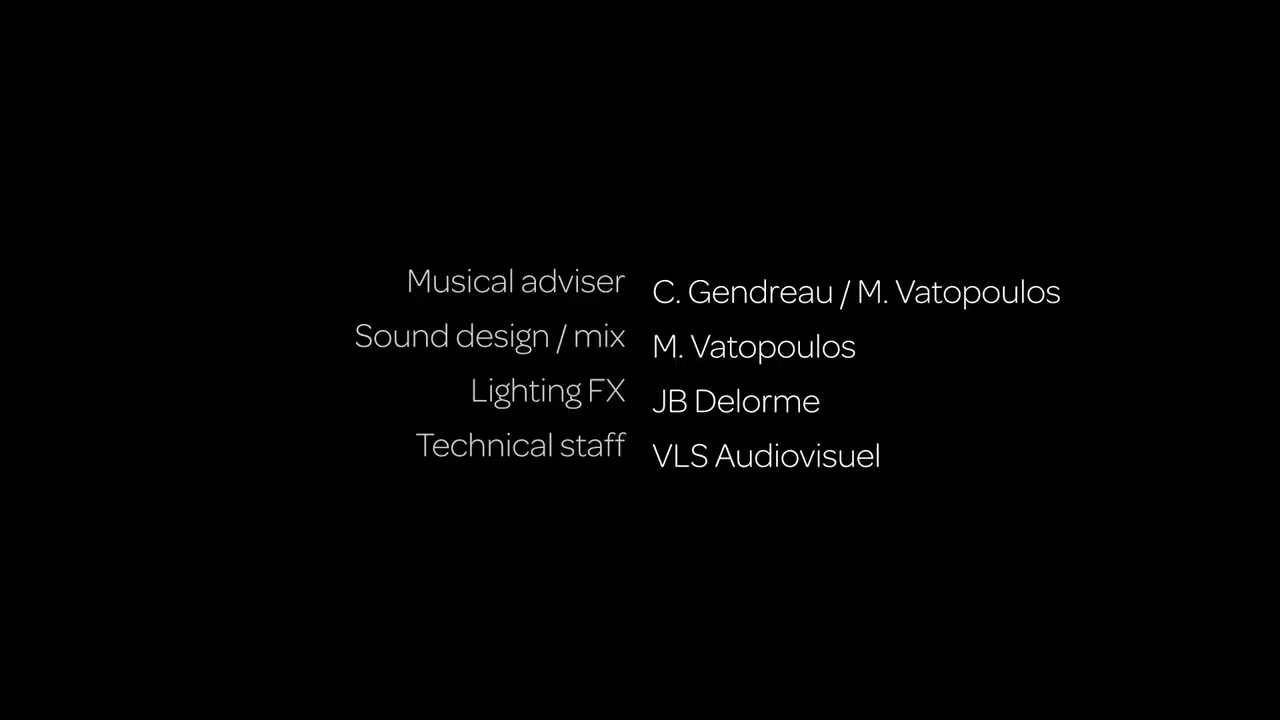 Musical adviser C. Gendreau / M. Vatopoulos
Sound design / mix M. Vatopoulos
Lighting FX JB Delorme
Technical staff VLS Audiovisuel